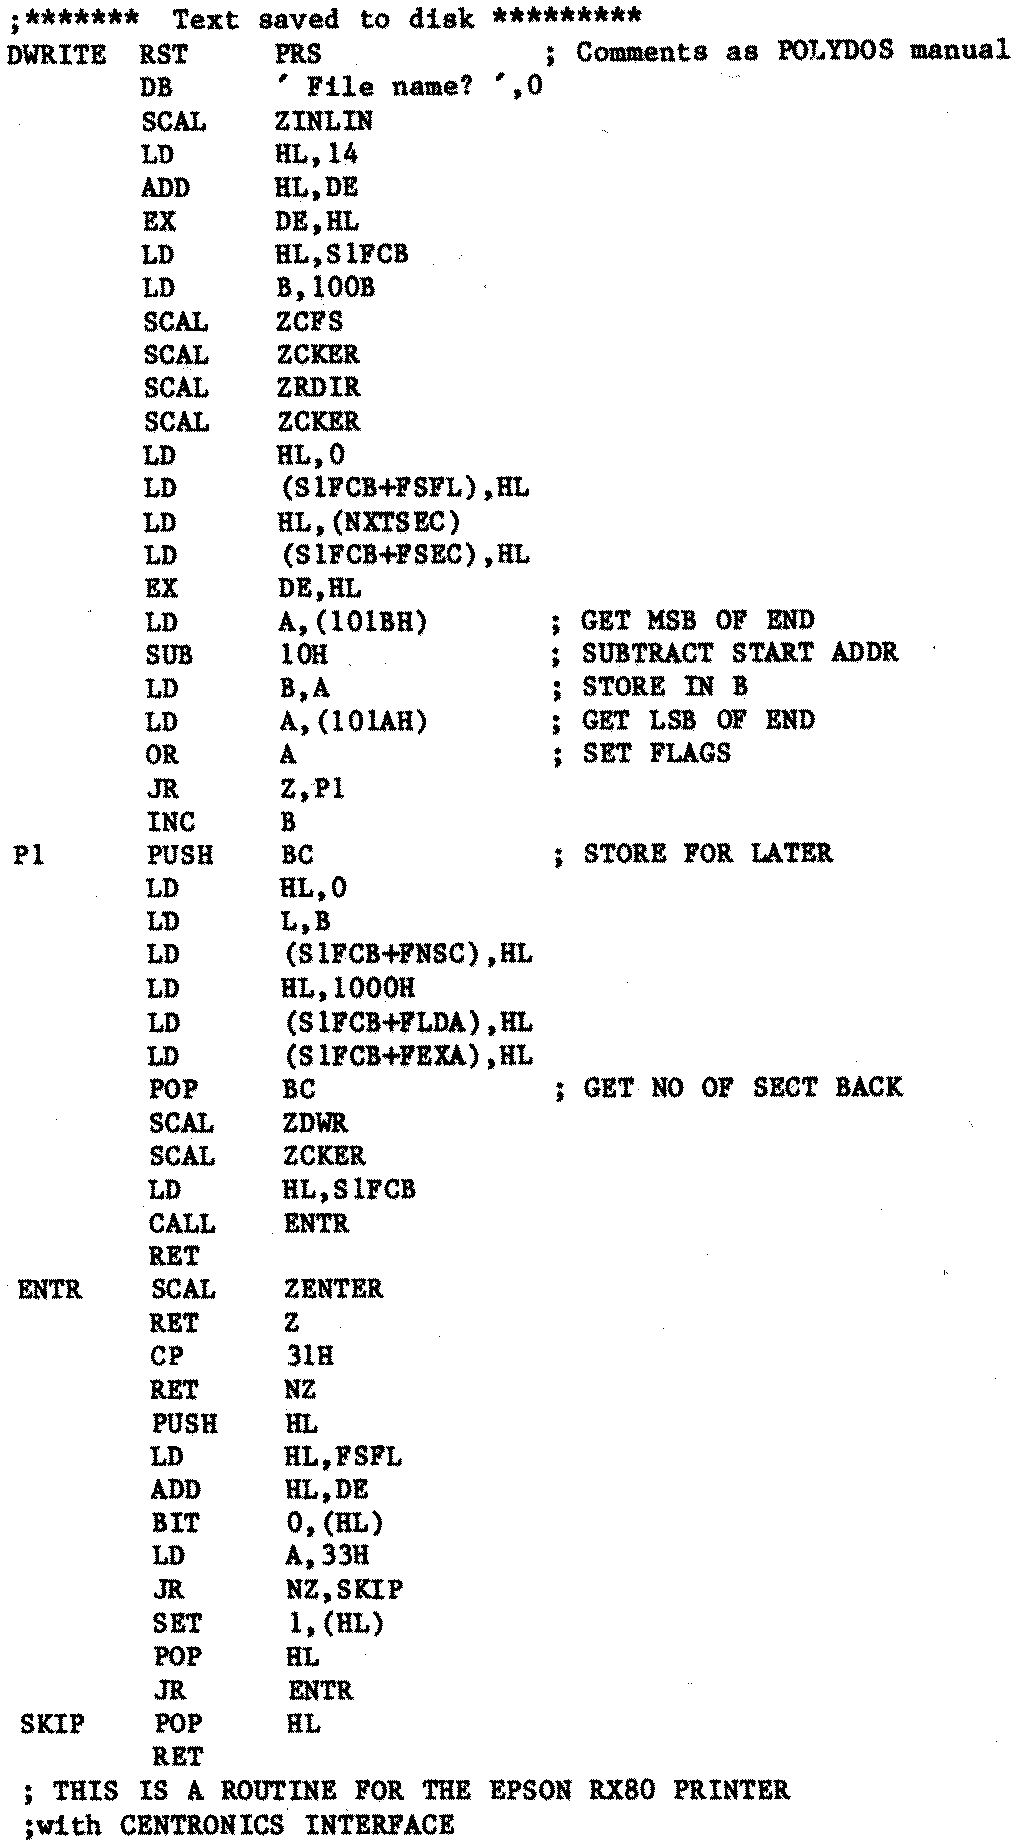 ;******* Text saved to disk *********
DWRITE RST PRS ; Comments as POLYDOS manual
DB ' File name? ',0
SCAL ZINLIN
LD HL,14
ADD HL,DE
EX DE,HL
LD HL,S1FCB
LD B,100B
SCAL ZCFS
SCAL ZCKER
SCAL ZRDIR
SCAL ZCKER
LD HL,0
LD (S1FCB+FSFL),HL
LD HL,(NXTSEC)
LD (S1FCB+FSEC),HL
EX DE,HL
LD A,(101BH) ; GET MSB OF END
SUB 10H ; SUBTRACT START ADDR
LD B,A ; STORE IN B
LD A,(101AH) ; GET LSB OF END
OR A ; SET FLAGS
JR Z,P1
INC B
P1 PUSH BC ; STORE FOR LATER
LD HL,0
LD L,B
LD (S1FCB+FNSC),HL
LD HL,1000H
LD (S1FCB+FLDA),HL
LD (S1FCB+FEXA),HL
POP BC ; GET NO OF SECT BACK
SCAL ZDWR
SCAL ZCKER
LD HL,S1FCB
CALL ENTR
RET
ENTR SCAL ZENTER
RET Z
CP 31H
RET NZ
PUSH HL
LD HL,FSFL
ADD HL,DE
BIT 0,(HL)
LD A,33H
JR NZ,SKIP
SET 1,(HL)
POP HL
JR ENTR
SKIP POP HL
RET
; THIS IS A ROUTINE FOR THE EPSON RX80 PRINTER
;with CENTRONICS INTERFACE